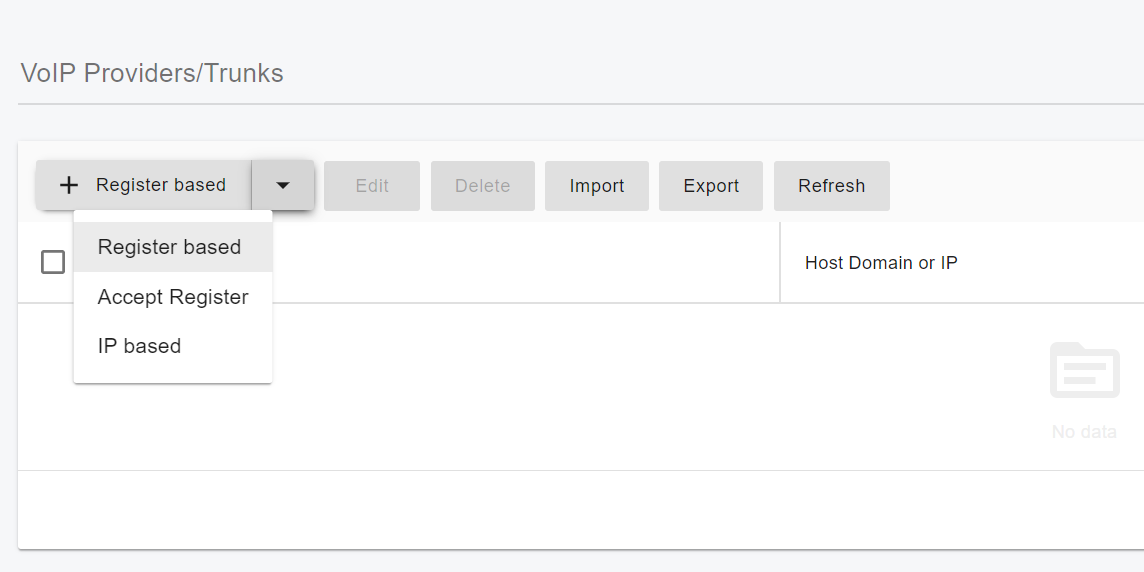 VoIP Providers/Trunks
Register based
Edit
Delete
Import
Export
Refresh
Register based
Accept Register
IP based
Host Domain or IP
No data